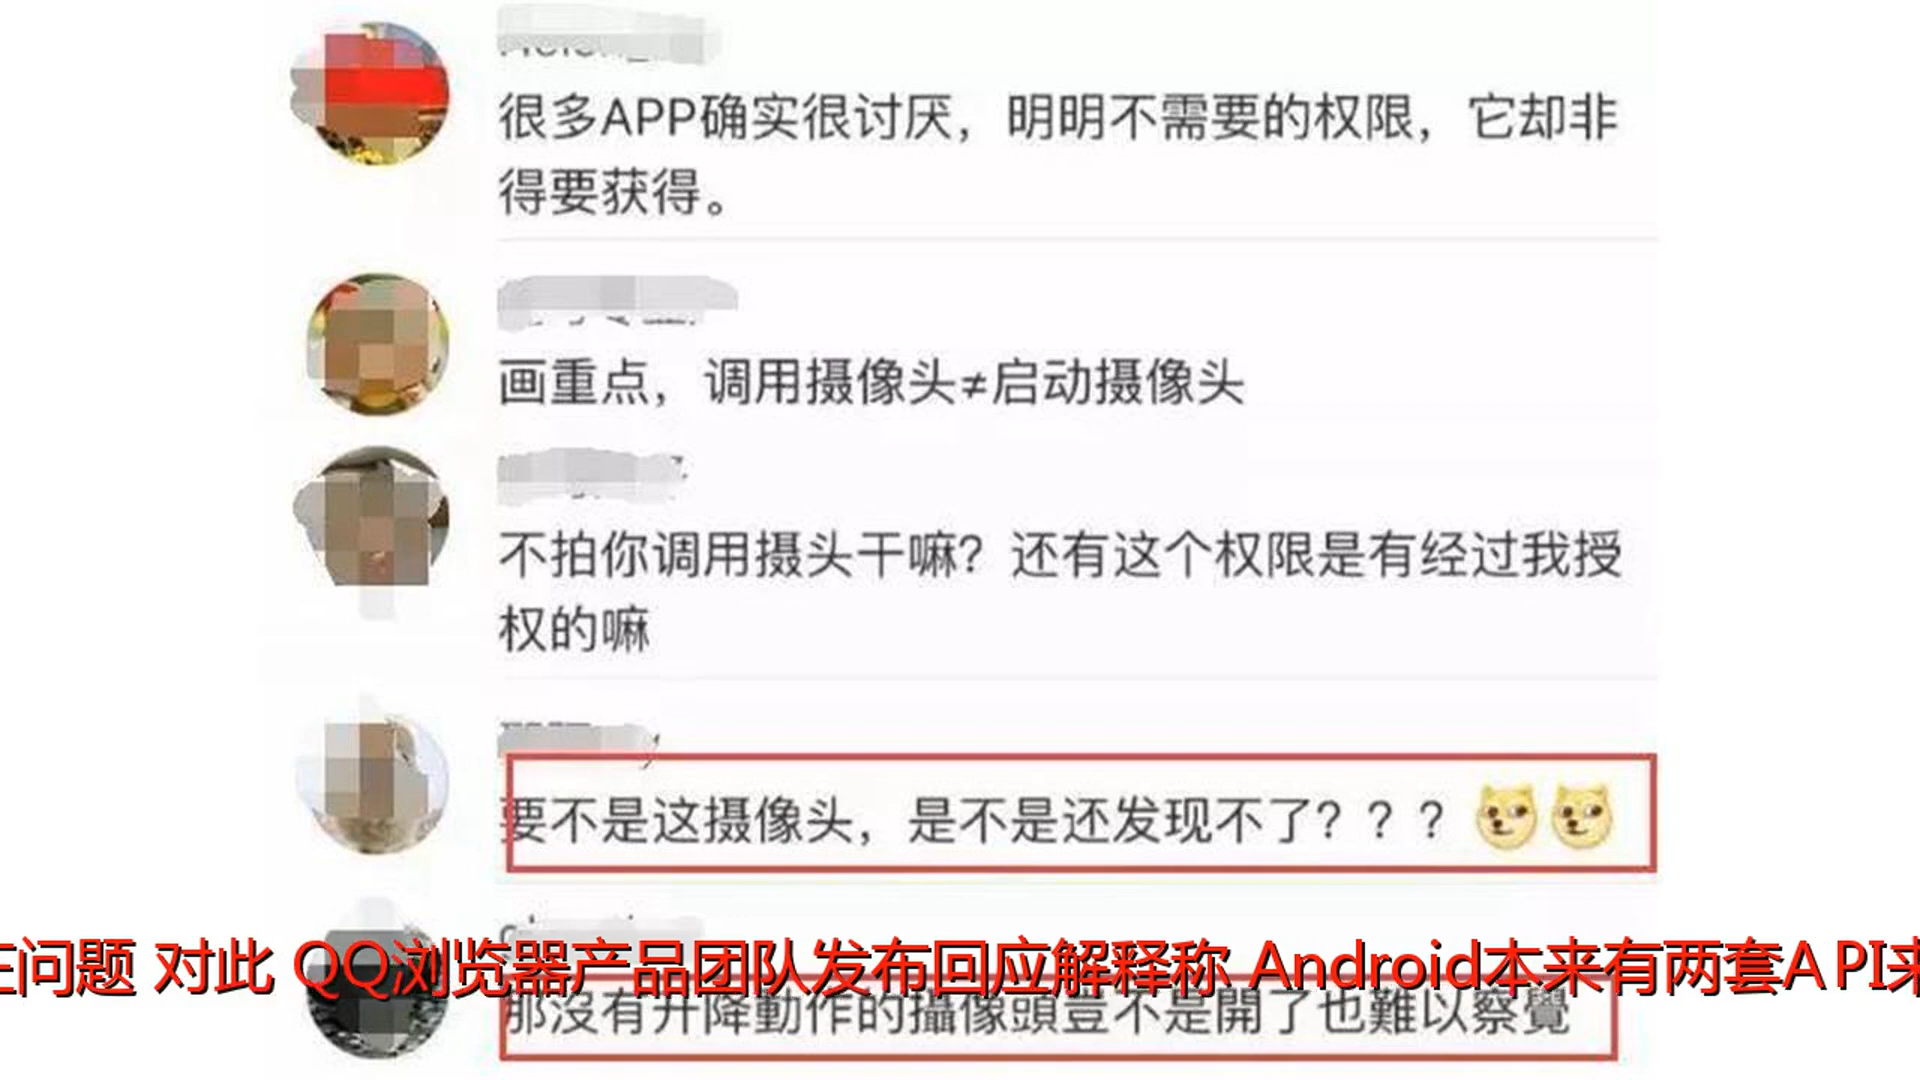 很多APP确实很讨厌，明明不需要的权限，它却非
得要获得。
画重点，调用摄像头≠启动摄像头
不拍你调用摄头干嘛？还有这个权限是有经过我授
权的嘛
要不是这摄像头，是不是还发现不了？？？
在问题 对此 QQ浏览器产品团队发布回应解释称 Android本来有两套API来
那沒有升降動作的攝像頭豈不是開了也難以察覺